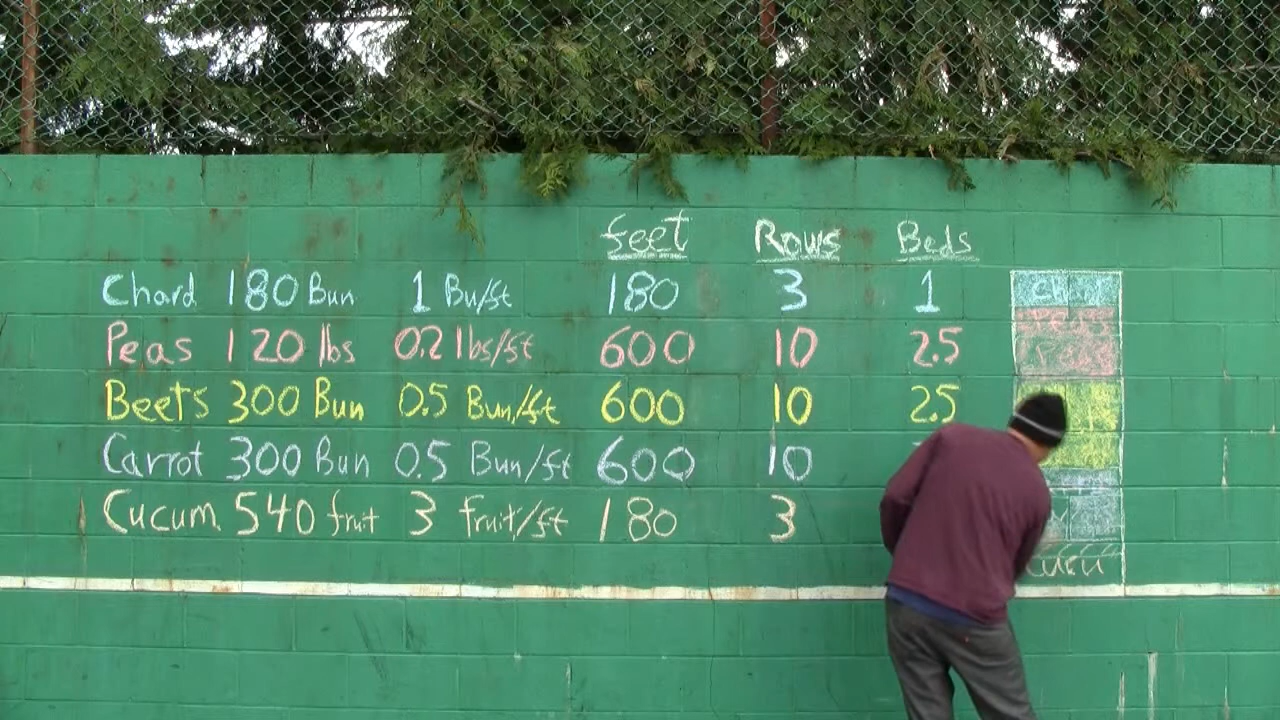 feet Rows Beds
Chard 180 Bun 1 Bu/ft 180 3 1
Peas 120 lbs 0.2 lbs/ft 600 10 2.5
Beets 300 Bun 0.5 Bun/ft 600 10 2.5
Carrot 300 Bun 0.5 Bun/ft 600 10
Cucum. 540 fruit 3 fruit/ft 180 3
Peas
Peas